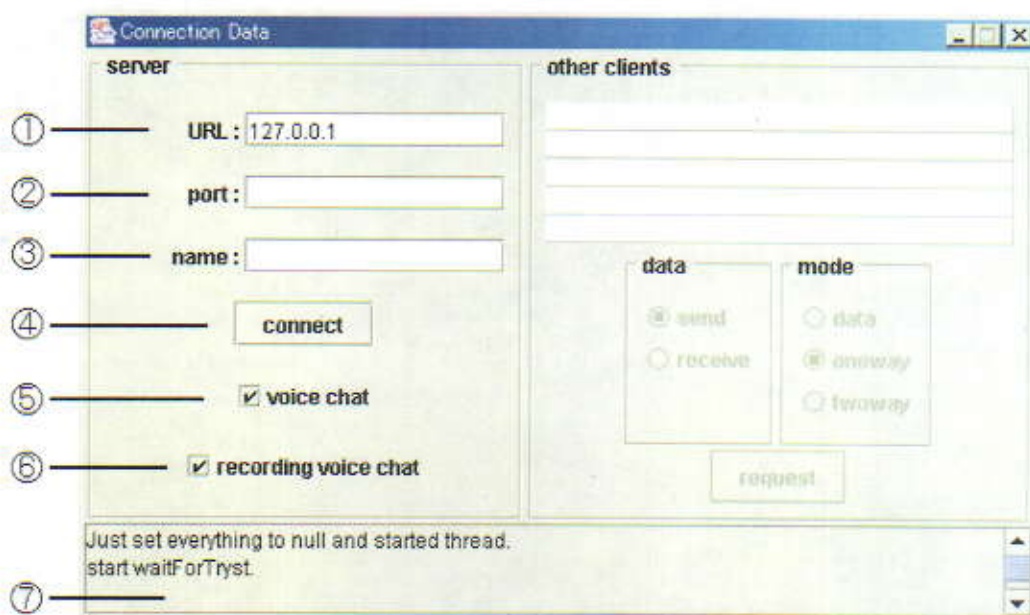 Connection Data
server
① URL : 127.0.0.1
② port :
③ name :
④ connect
⑤ voice chat
⑥ recording voice chat
other clients
data
send
receive
mode
data
oneway
twoway
request
Just set everything to null and started thread.
start waitForTryst.
⑦